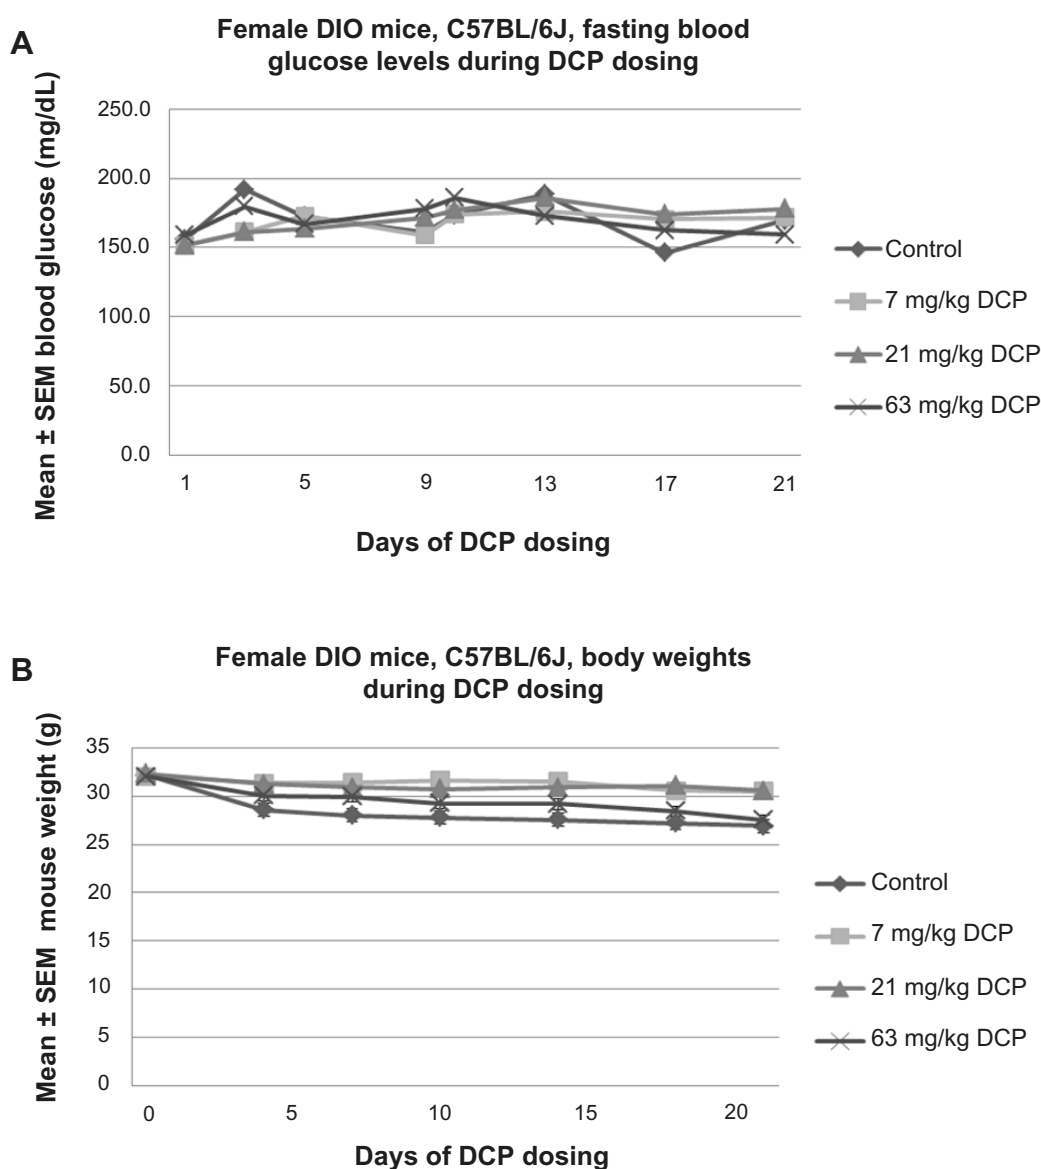 A
Female DIO mice, C57BL/6J, fasting blood
glucose levels during DCP dosing
Mean ± SEM blood glucose (mg/dL)
250.0
200.0
150.0
100.0
50.0
0.0
1 5 9 13 17 21
Days of DCP dosing
Control
7 mg/kg DCP
21 mg/kg DCP
63 mg/kg DCP
B
Female DIO mice, C57BL/6J, body weights
during DCP dosing
Mean ± SEM mouse weight (g)
35
30
25
20
15
10
5
0
0 5 10 15 20
Days of DCP dosing
Control
7 mg/kg DCP
21 mg/kg DCP
63 mg/kg DCP